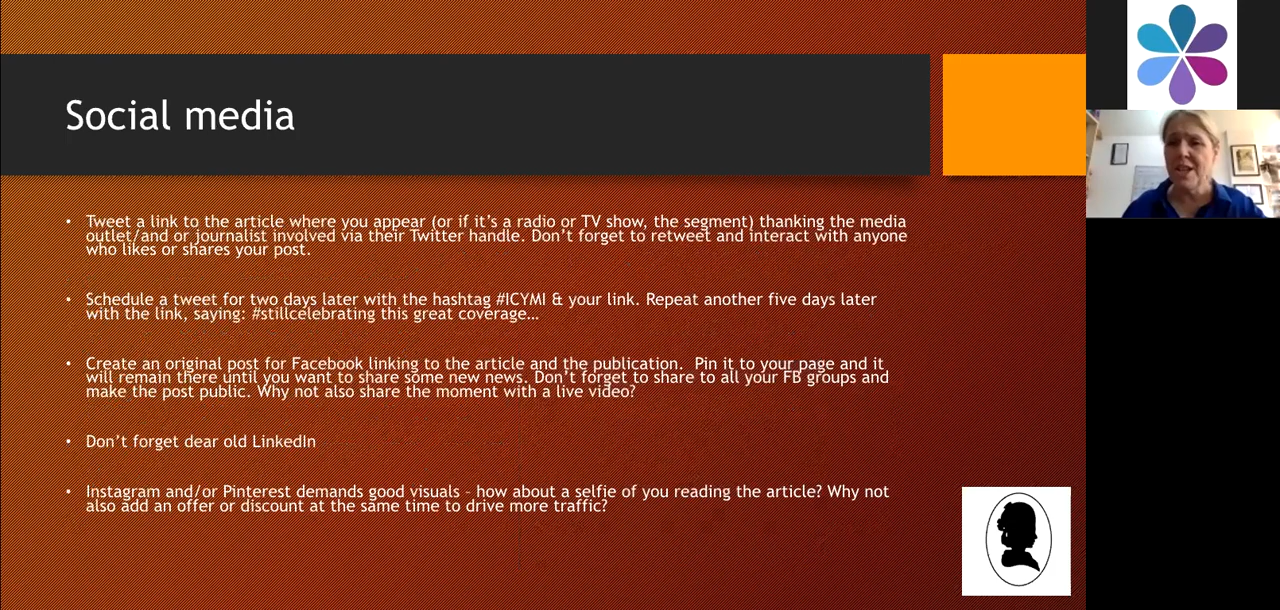 Social media
• Tweet a link to the article where you appear (or if it’s a radio or TV show, the segment) thanking the media
outlet/and or journalist involved via their Twitter handle. Don’t forget to retweet and interact with anyone
who likes or shares your post.
• Schedule a tweet for two days later with the hashtag #ICYMI & your link. Repeat another five days later
with the link, saying: #stillcelebrating this great coverage…
• Create an original post for Facebook linking to the article and the publication. Pin it to your page and it
will remain there until you want to share some new news. Don’t forget to share to all your FB groups and
make the post public. Why not also share the moment with a live video?
• Don’t forget dear old LinkedIn
• Instagram and/or Pinterest demands good visuals – how about a selfie of you reading the article? Why not
also add an offer or discount at the same time to drive more traffic?